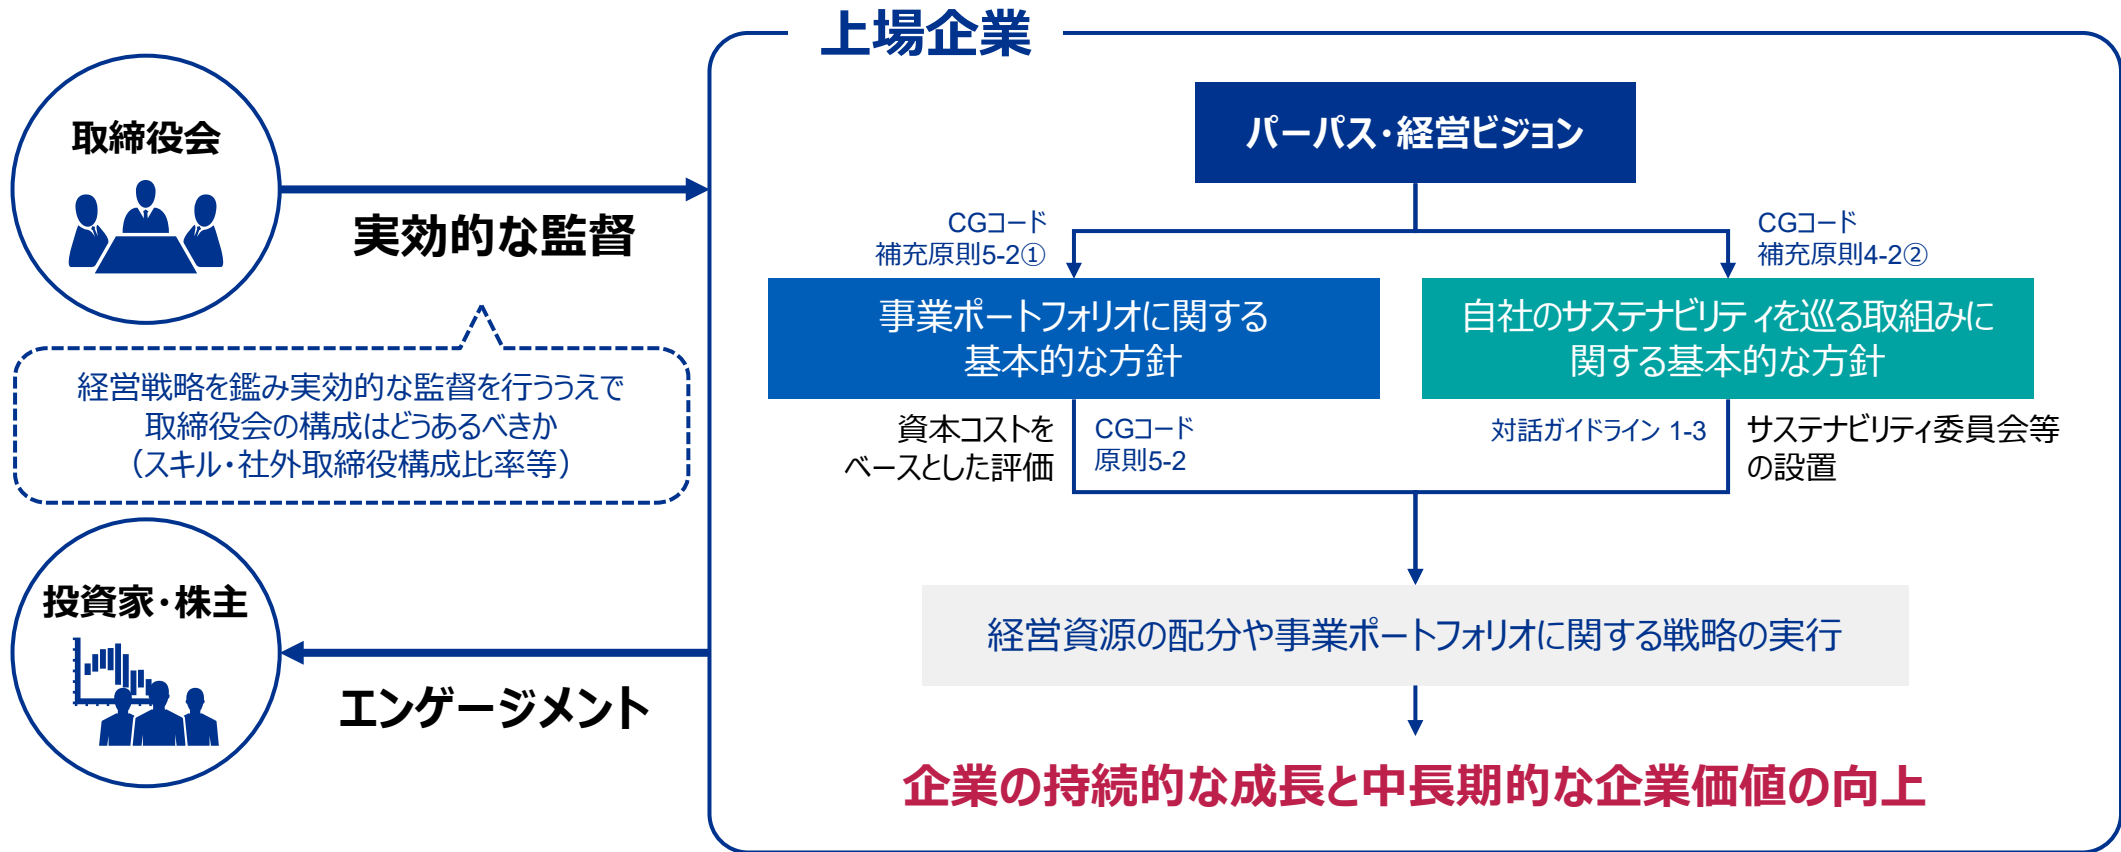 上場企業
取締役会
実効的な監督
経営戦略を鑑み実効的な監督を行ううえで
取締役会の構成はどうあるべきか
（スキル・社外取締役構成比率等）
投資家・株主
エンゲージメント
パーパス・経営ビジョン
CGコード
補充原則5-2①
CGコード
補充原則4-2②
事業ポートフォリオに関する
基本的な方針
自社のサステナビリティを巡る取組みに
関する基本的な方針
資本コストを
ベースとした評価
CGコード
原則5-2
対話ガイドライン 1-3
サステナビリティ委員会等
の設置
経営資源の配分や事業ポートフォリオに関する戦略の実行
企業の持続的な成長と中長期的な企業価値の向上